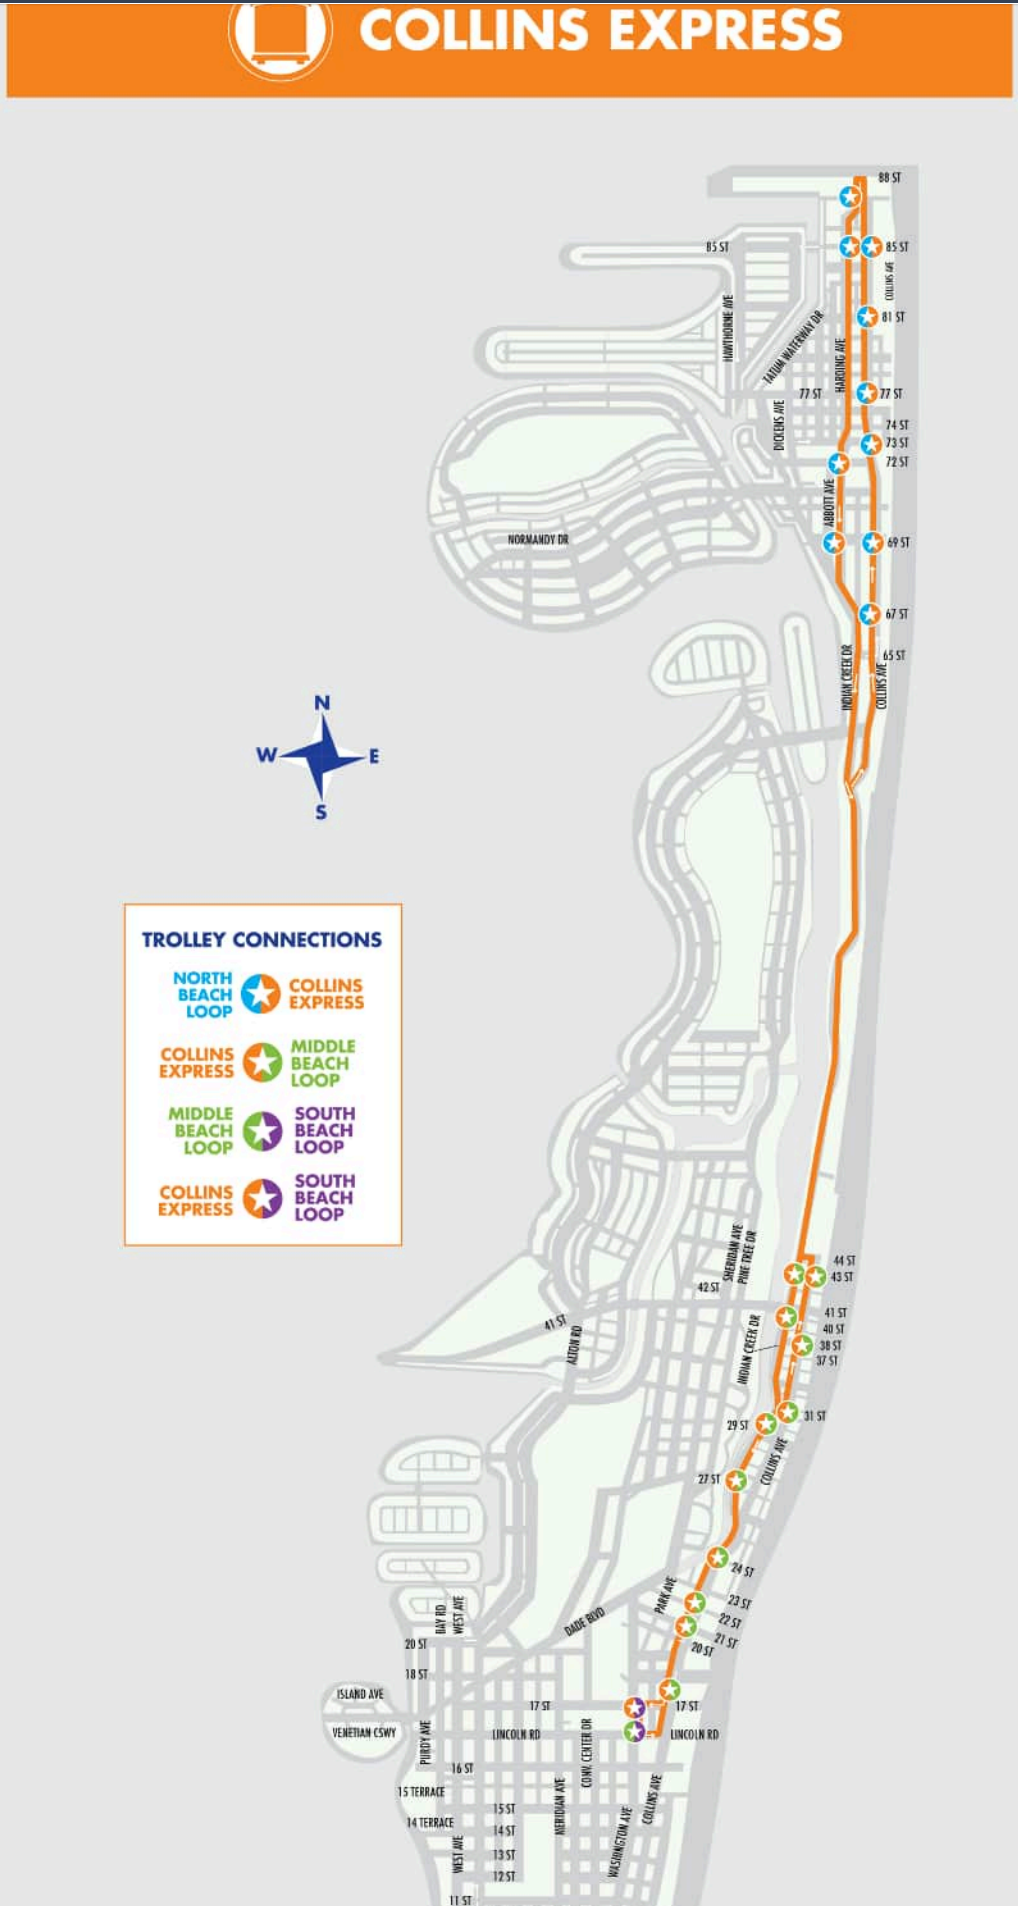 COLLINS EXPRESS
88 ST
85 ST
85 ST
COLLINS AVE
HAWTHORNE AVE
TATUM WATERWAY DR
81 ST
HARDING AVE
77 ST
77 ST
DICKENS AVE
74 ST
73 ST
72 ST
ABBOTT AVE
NORMANDY DR
69 ST
67 ST
INDIAN CREEK DR
65 ST
COLLINS AVE
N
W
E
S
TROLLEY CONNECTIONS
NORTH
BEACH
LOOP
COLLINS
EXPRESS
COLLINS
EXPRESS
MIDDLE
BEACH
LOOP
MIDDLE
BEACH
LOOP
SOUTH
BEACH
LOOP
COLLINS
EXPRESS
SOUTH
BEACH
LOOP
SHERIDAN AVE
PINE TREE DR
44 ST
43 ST
42 ST
41 ST
41 ST
40 ST
38 ST
37 ST
ALTON RD
INDIAN CREEK DR
31 ST
29 ST
COLLINS AVE
27 ST
24 ST
PARK AVE
23 ST
22 ST
21 ST
20 ST
BAY RD
WEST AVE
DADE BLVD
20 ST
18 ST
ISLAND AVE
17 ST
17 ST
VENETIAN CSWY
PURDY AVE
LINCOLN RD
CONV. CENTER DR
LINCOLN RD
16 ST
15 TERRACE
MERIDIAN AVE
COLLINS AVE
15 ST
14 TERRACE
14 ST
WASHINGTON AVE
WEST AVE
13 ST
12 ST
11 ST